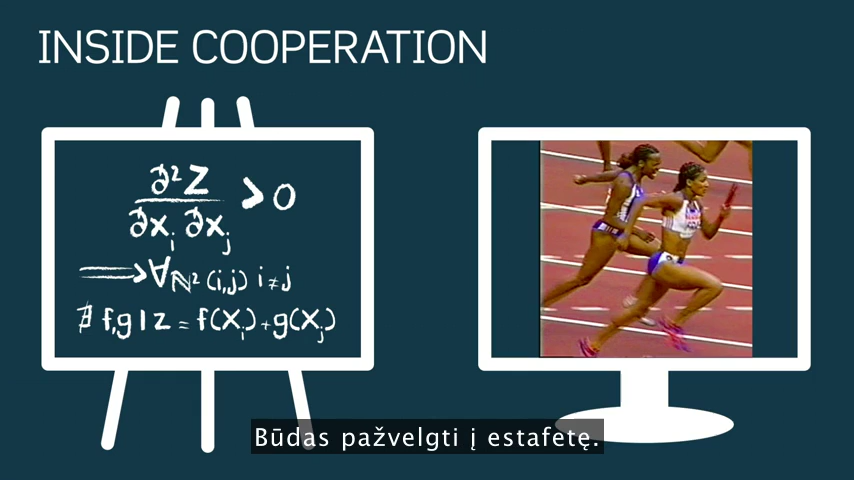 INSIDE COOPERATION
∂²Z / ∂Xᵢ ∂Xⱼ > 0
⟹ ∀ℕ² (i,j) i≠j
∄ f,g | z = f(Xᵢ)+g(Xⱼ)
Būdas pažvelgti į estafetę.